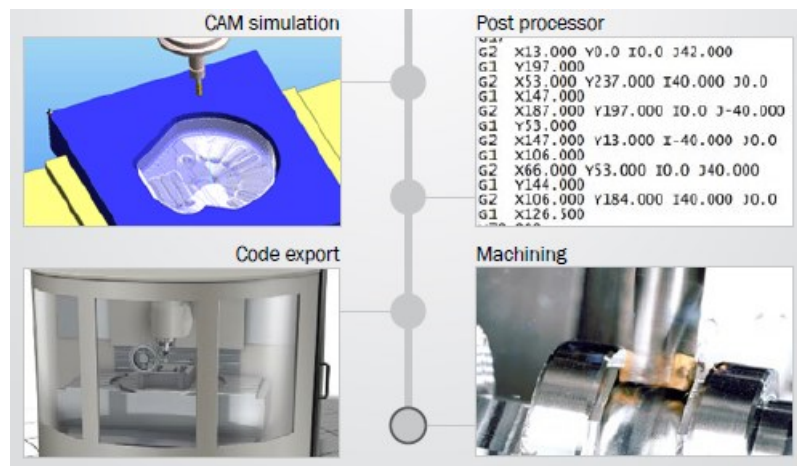 CAM simulation
Post processor
G17
G2 X13.000 Y0.0 I0.0 J42.000
G1 Y197.000
G2 X53.000 Y237.000 I40.000 J0.0
G1 X147.000
G2 X187.000 Y197.000 I0.0 J-40.000
G1 Y53.000
G2 X147.000 Y13.000 I-40.000 J0.0
G1 X106.000
G2 X66.000 Y53.000 I0.0 J40.000
G1 Y144.000
G2 X106.000 Y184.000 I40.000 J0.0
G1 X126.500
Code export
Machining